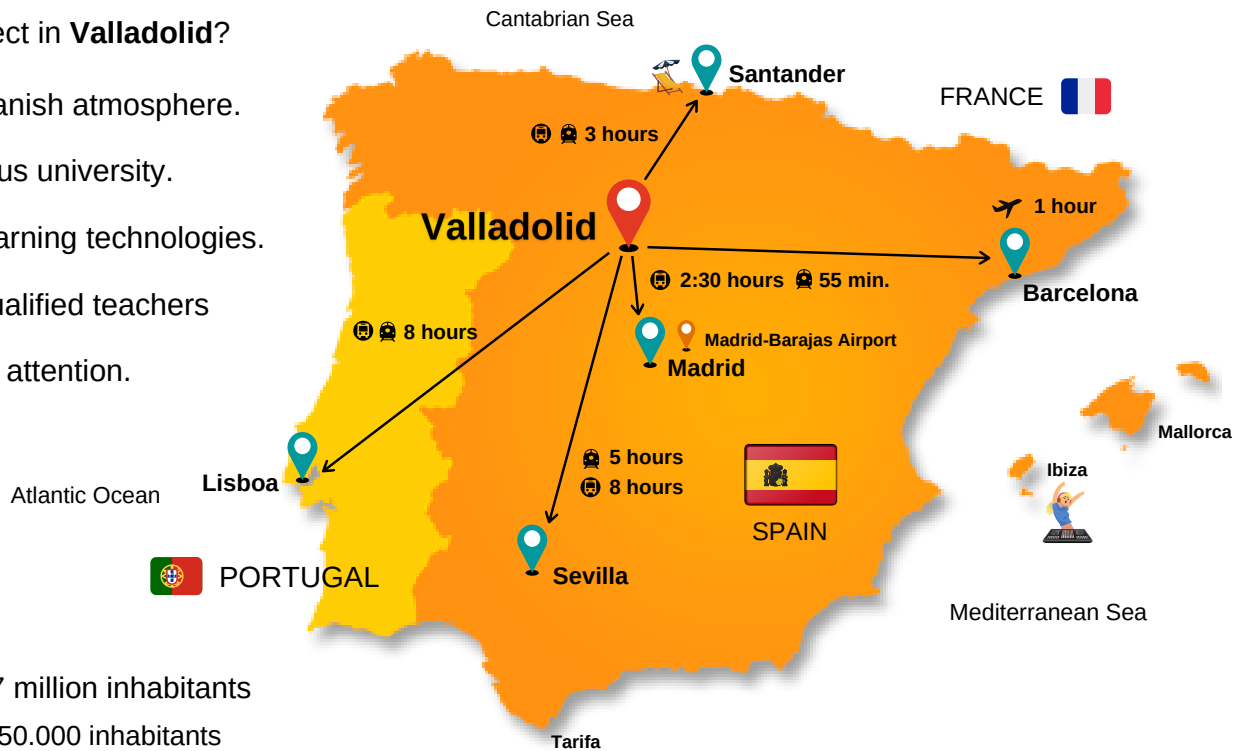 ect in Valladolid?
anish atmosphere.
us university.
arning technologies.
ualified teachers
attention.
7 million inhabitants
50.000 inhabitants
Cantabrian Sea
Santander
FRANCE
3 hours
Valladolid
1 hour
2:30 hours 55 min.
Barcelona
8 hours
Madrid-Barajas Airport
Madrid
Mallorca
5 hours
8 hours
Ibiza
Lisboa
Atlantic Ocean
SPAIN
Sevilla
PORTUGAL
Mediterranean Sea
Tarifa